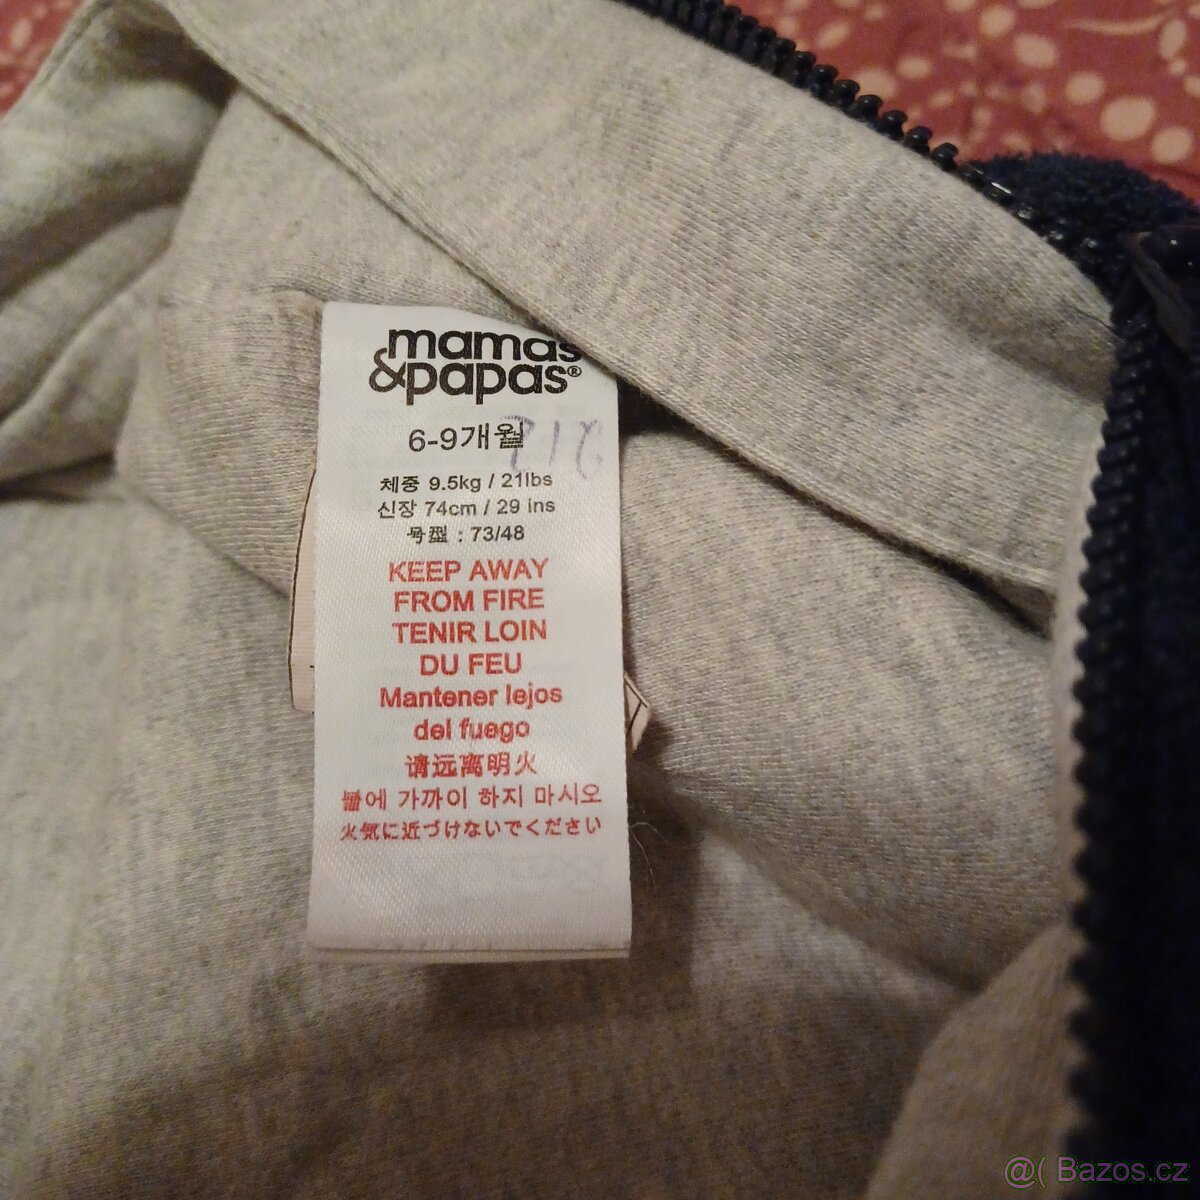 mamas
&papas®
6-9개월
체중 9.5kg / 21lbs
신장 74cm / 29 ins
号型 : 73/48
KEEP AWAY
FROM FIRE
TENIR LOIN
DU FEU
Mantener lejos
del fuego
请远离明火
불에 가까이 하지 마시오
火気に近づけないでください
@( Bazos.cz